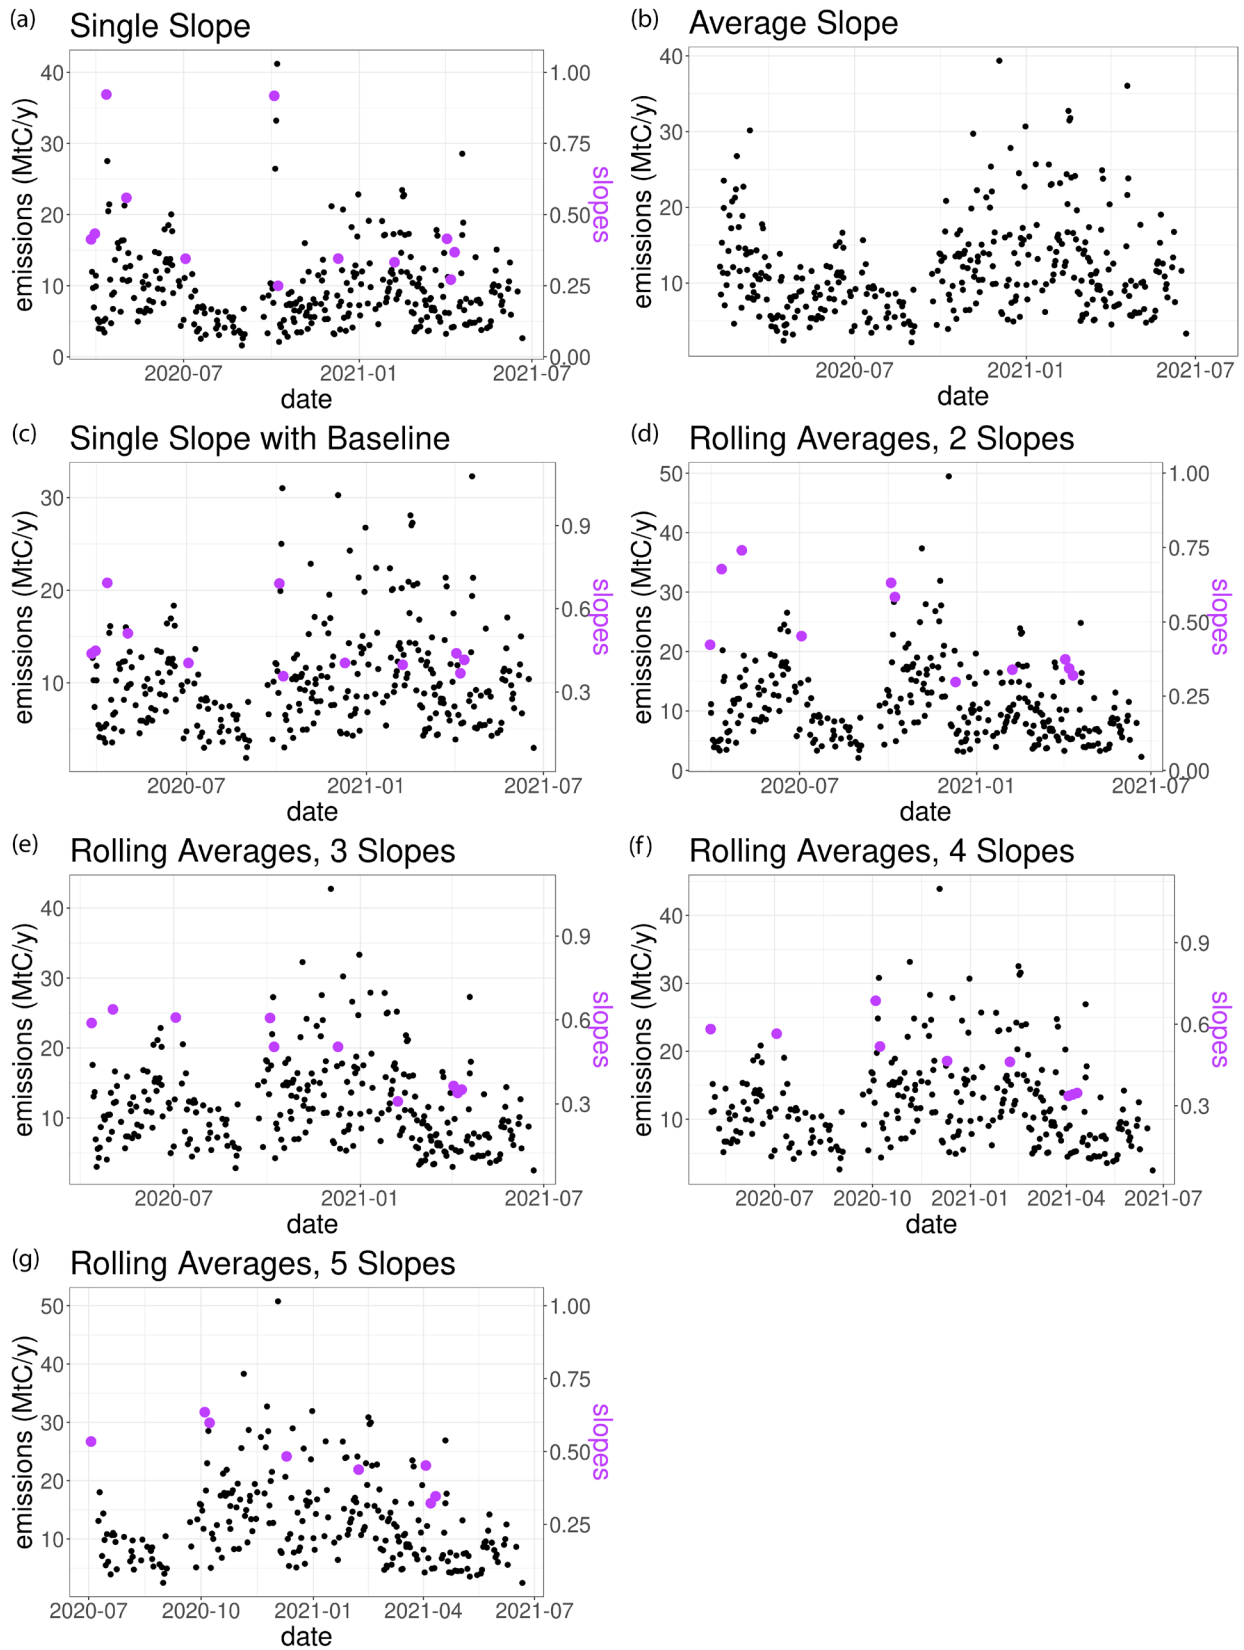 (a) Single Slope
emissions (MtC/y)
40
30
20
10
0
1.00
0.75
0.50
0.25
0.00
slopes
2020-07 2021-01 2021-07
date
(b) Average Slope
emissions (MtC/y)
40
30
20
10
2020-07 2021-01 2021-07
date
(c) Single Slope with Baseline
emissions (MtC/y)
30
20
10
0.9
0.6
0.3
slopes
2020-07 2021-01 2021-07
date
(d) Rolling Averages, 2 Slopes
emissions (MtC/y)
50
40
30
20
10
0
1.00
0.75
0.50
0.25
0.00
slopes
2020-07 2021-01 2021-07
date
(e) Rolling Averages, 3 Slopes
emissions (MtC/y)
40
30
20
10
0.9
0.6
0.3
slopes
2020-07 2021-01 2021-07
date
(f) Rolling Averages, 4 Slopes
emissions (MtC/y)
40
30
20
10
0.9
0.6
0.3
slopes
2020-07 2020-10 2021-01 2021-04 2021-07
date
(g) Rolling Averages, 5 Slopes
emissions (MtC/y)
50
40
30
20
10
1.00
0.75
0.50
0.25
slopes
2020-07 2020-10 2021-01 2021-04 2021-07
date